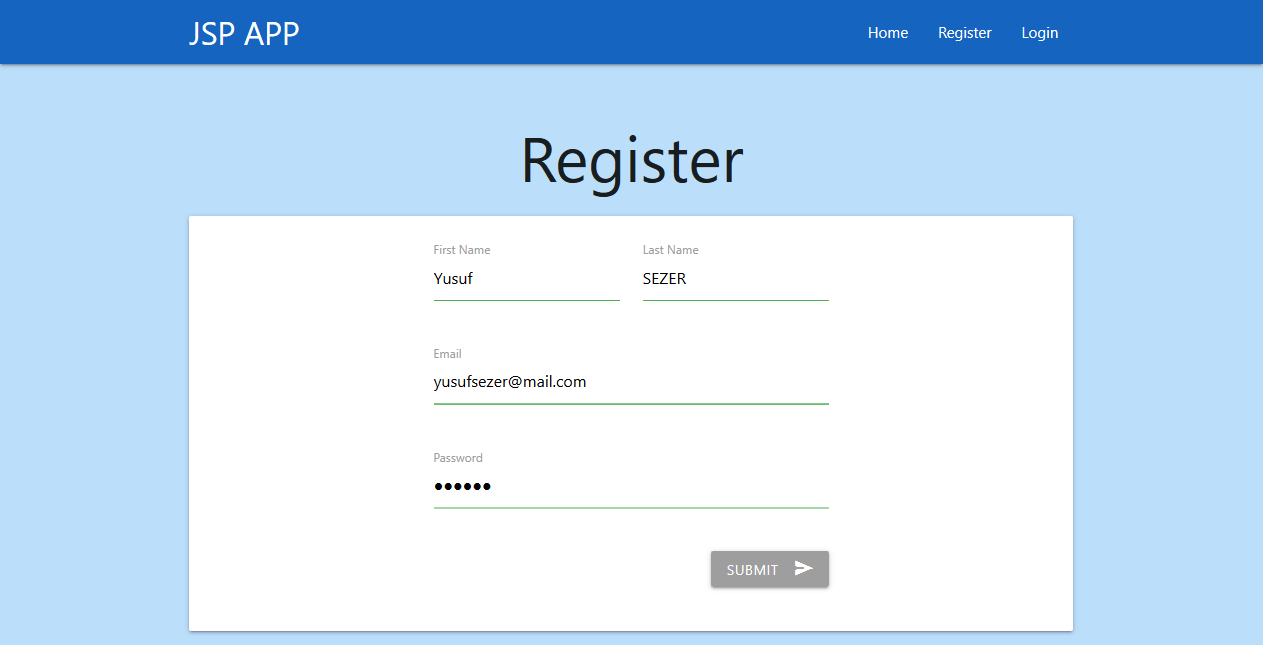 JSP APP Home Register Login
Register
First Name Last Name
Yusuf SEZER
Email
yusufsezer@mail.com
Password
••••••
SUBMIT